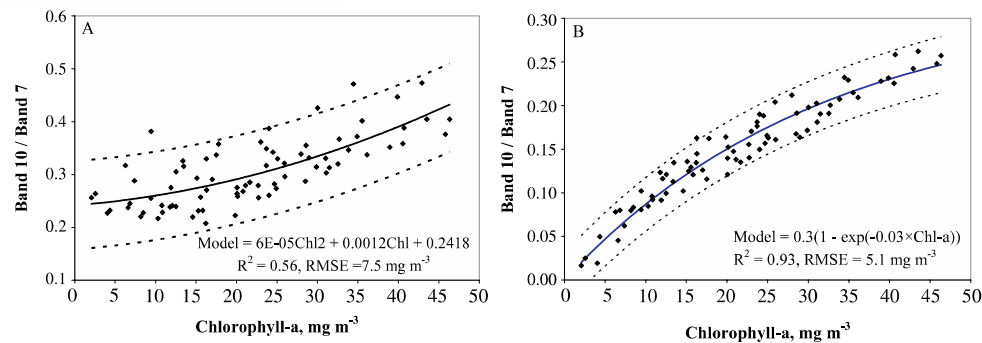 A
Band 10 / Band 7
0.6
0.5
0.4
0.3
0.2
0.1
Model = 6E-05Chl2 + 0.0012Chl + 0.2418
R² = 0.56, RMSE =7.5 mg m⁻³
0 5 10 15 20 25 30 35 40 45 50
Chlorophyll-a, mg m⁻³
B
Band 10 / Band 7
0.30
0.25
0.20
0.15
0.10
0.05
0.00
Model = 0.3(1 - exp(-0.03×Chl-a))
R² = 0.93, RMSE = 5.1 mg m⁻³
0 5 10 15 20 25 30 35 40 45 50
Chlorophyll-a, mg m⁻³